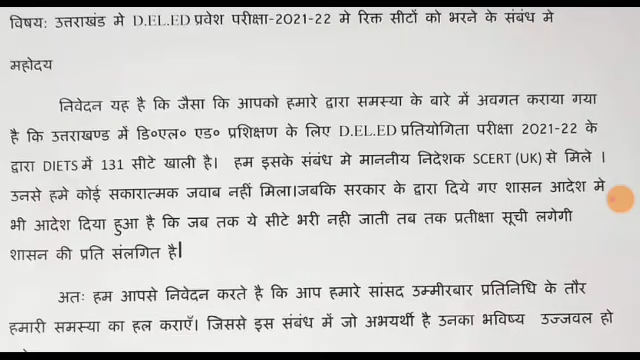 विषय: उत्तराखंड मे D.EL.ED प्रवेश परीक्षा-2021-22 मे रिक्त सीटों को भरने के संबंध मे
महोदय
निवेदन यह है कि जैसा कि आपको हमारे द्वारा समस्या के बारे में अवगत कराया गया
है कि उत्तराखण्ड में डि०एल० एड० प्रशिक्षण के लिए D.EL.ED प्रतियोगिता परीक्षा 2021-22 के
द्वारा DIETS में 131 सीटे खाली है। हम इसके संबंध मे माननीय निदेशक SCERT (UK) से मिले ।
उनसे हमे कोई सकारात्मक जवाब नहीं मिला।जबकि सरकार के द्वारा दिये गए शासन आदेश मे
भी आदेश दिया हुआ है कि जब तक ये सीटे भरी नही जाती तब तक प्रतीक्षा सूची लगेगी
शासन की प्रति संलगित है|
अतः हम आपसे निवेदन करते है कि आप हमारे सांसद उम्मीरबार प्रतिनिधि के तौर
हमारी समस्या का हल कराएँ। जिससे इस संबंध में जो अभयर्थी है उनका भविष्य उज्जवल हो